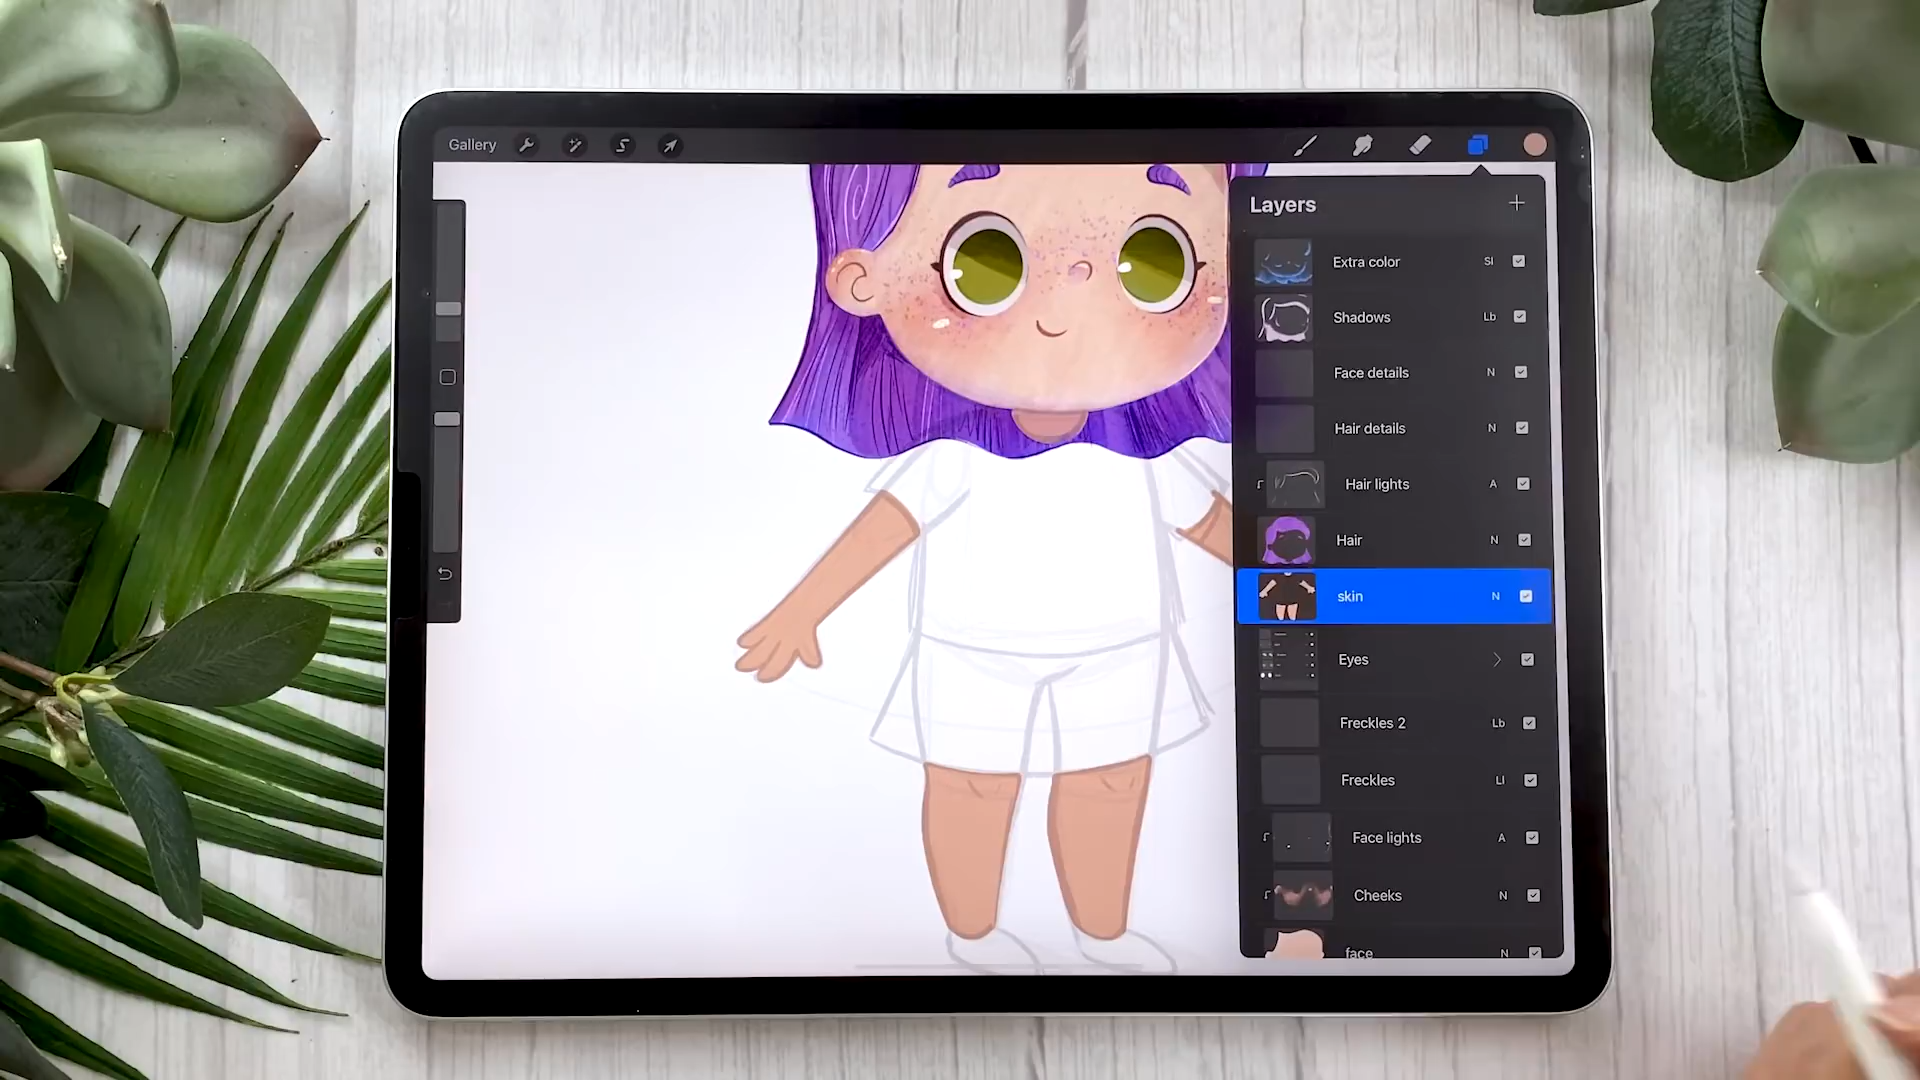 Gallery
Layers
Extra color Sl
Shadows Lb
Face details N
Hair details N
Hair lights A
Hair N
skin N
Eyes
Freckles 2 Lb
Freckles Ll
Face lights A
Cheeks N
face N